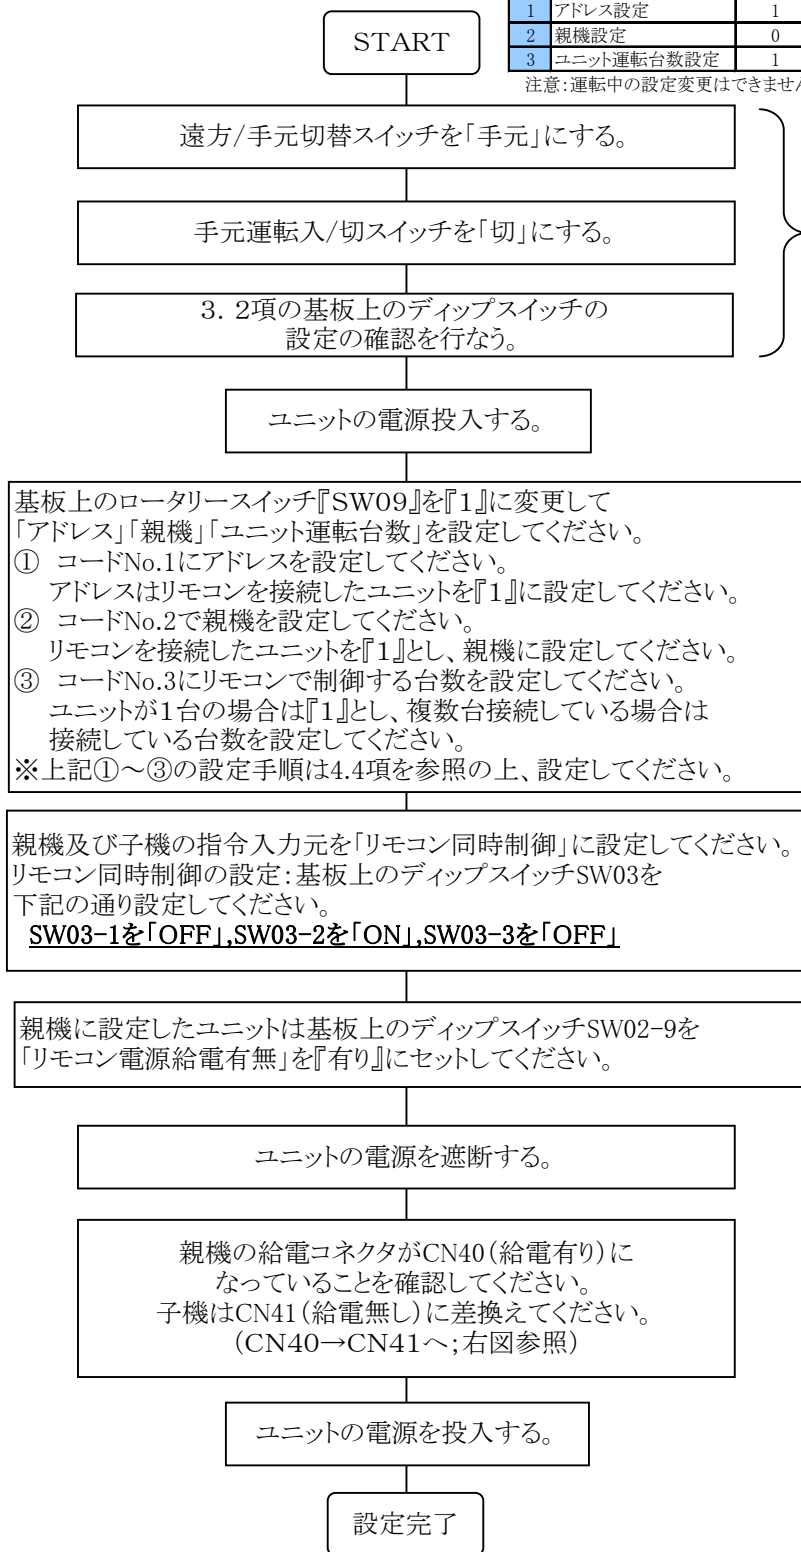 START
1 アドレス設定 1
2 親機設定 0
3 ユニット運転台数設定 1
注意:運転中の設定変更はできません
遠方/手元切替スイッチを「手元」にする。
手元運転入/切スイッチを「切」にする。
3．2項の基板上のディップスイッチの
設定の確認を行なう。
ユニットの電源投入する。
基板上のロータリースイッチ『SW09』を『1』に変更して
「アドレス」「親機」「ユニット運転台数」を設定してください。
① コードNo.1にアドレスを設定してください。
アドレスはリモコンを接続したユニットを『1』に設定してください。
② コードNo.2で親機を設定してください。
リモコンを接続したユニットを『1』とし、親機に設定してください。
③ コードNo.3にリモコンで制御する台数を設定してください。
ユニットが1台の場合は『1』とし、複数台接続している場合は
接続している台数を設定してください。
※上記①～③の設定手順は4.4項を参照の上、設定してください。
親機及び子機の指令入力元を「リモコン同時制御」に設定してください。
リモコン同時制御の設定:基板上のディップスイッチSW03を
下記の通り設定してください。
SW03-1を「OFF」,SW03-2を「ON」,SW03-3を「OFF」
親機に設定したユニットは基板上のディップスイッチSW02-9を
「リモコン電源給電有無」を『有り』にセットしてください。
ユニットの電源を遮断する。
親機の給電コネクタがCN40(給電有り)に
なっていることを確認してください。
子機はCN41(給電無し)に差換えてください。
(CN40→CN41へ;右図参照)
ユニットの電源を投入する。
設定完了